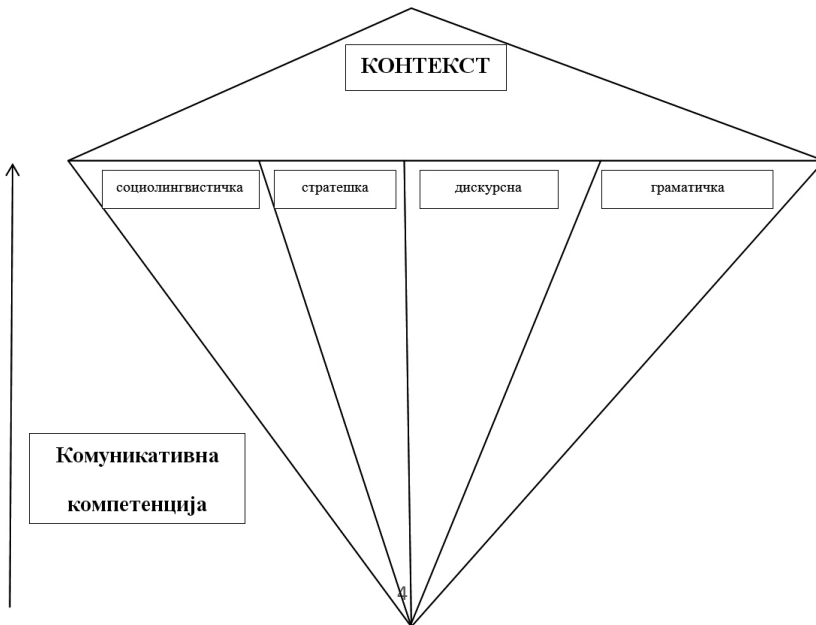 КОНТЕКСТ
социолингвистичка
стратешка
дискурсна
граматичка
Комуникативна
компетенција
4